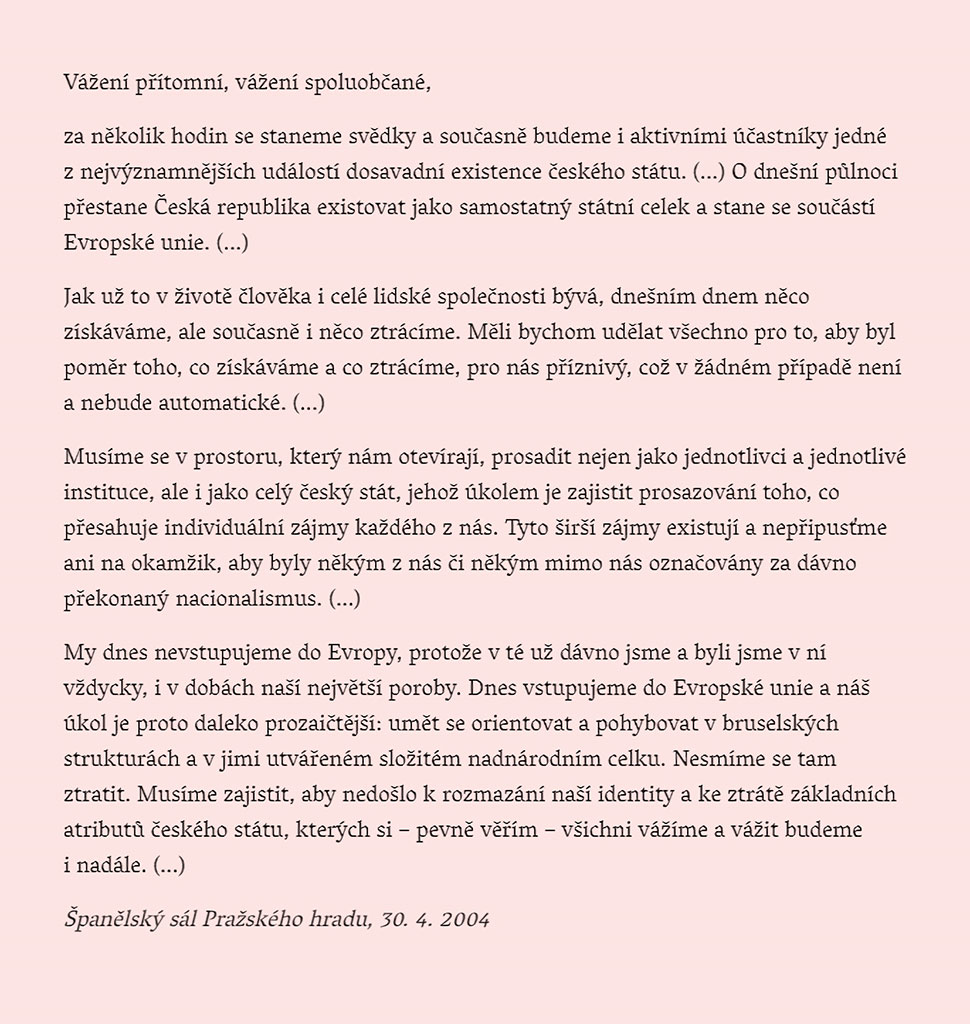 Vážení přítomní, vážení spoluobčané,
za několik hodin se staneme svědky a současně budeme i aktivními účastníky jedné
z nejvýznamnějších událostí dosavadní existence českého státu. (...) O dnešní půlnoci
přestane Česká republika existovat jako samostatný státní celek a stane se součástí
Evropské unie. (...)
Jak už to v životě člověka i celé lidské společnosti bývá, dnešním dnem něco
získáváme, ale současně i něco ztrácíme. Měli bychom udělat všechno pro to, aby byl
poměr toho, co získáváme a co ztrácíme, pro nás příznivý, což v žádném případě není
a nebude automatické. (...)
Musíme se v prostoru, který nám otevírají, prosadit nejen jako jednotlivci a jednotlivé
instituce, ale i jako celý český stát, jehož úkolem je zajistit prosazování toho, co
přesahuje individuální zájmy každého z nás. Tyto širší zájmy existují a nepřipusťme
ani na okamžik, aby byly někým z nás či někým mimo nás označovány za dávno
překonaný nacionalismus. (...)
My dnes nevstupujeme do Evropy, protože v té už dávno jsme a byli jsme v ní
vždycky, i v dobách naší největší poroby. Dnes vstupujeme do Evropské unie a náš
úkol je proto daleko prozaičtější: umět se orientovat a pohybovat v bruselských
strukturách a v jimi utvářeném složitém nadnárodním celku. Nesmíme se tam
ztratit. Musíme zajistit, aby nedošlo k rozmazání naší identity a ke ztrátě základních
atributů českého státu, kterých si – pevně věřím – všichni vážíme a vážit budeme
i nadále. (...)
Španělský sál Pražského hradu, 30. 4. 2004